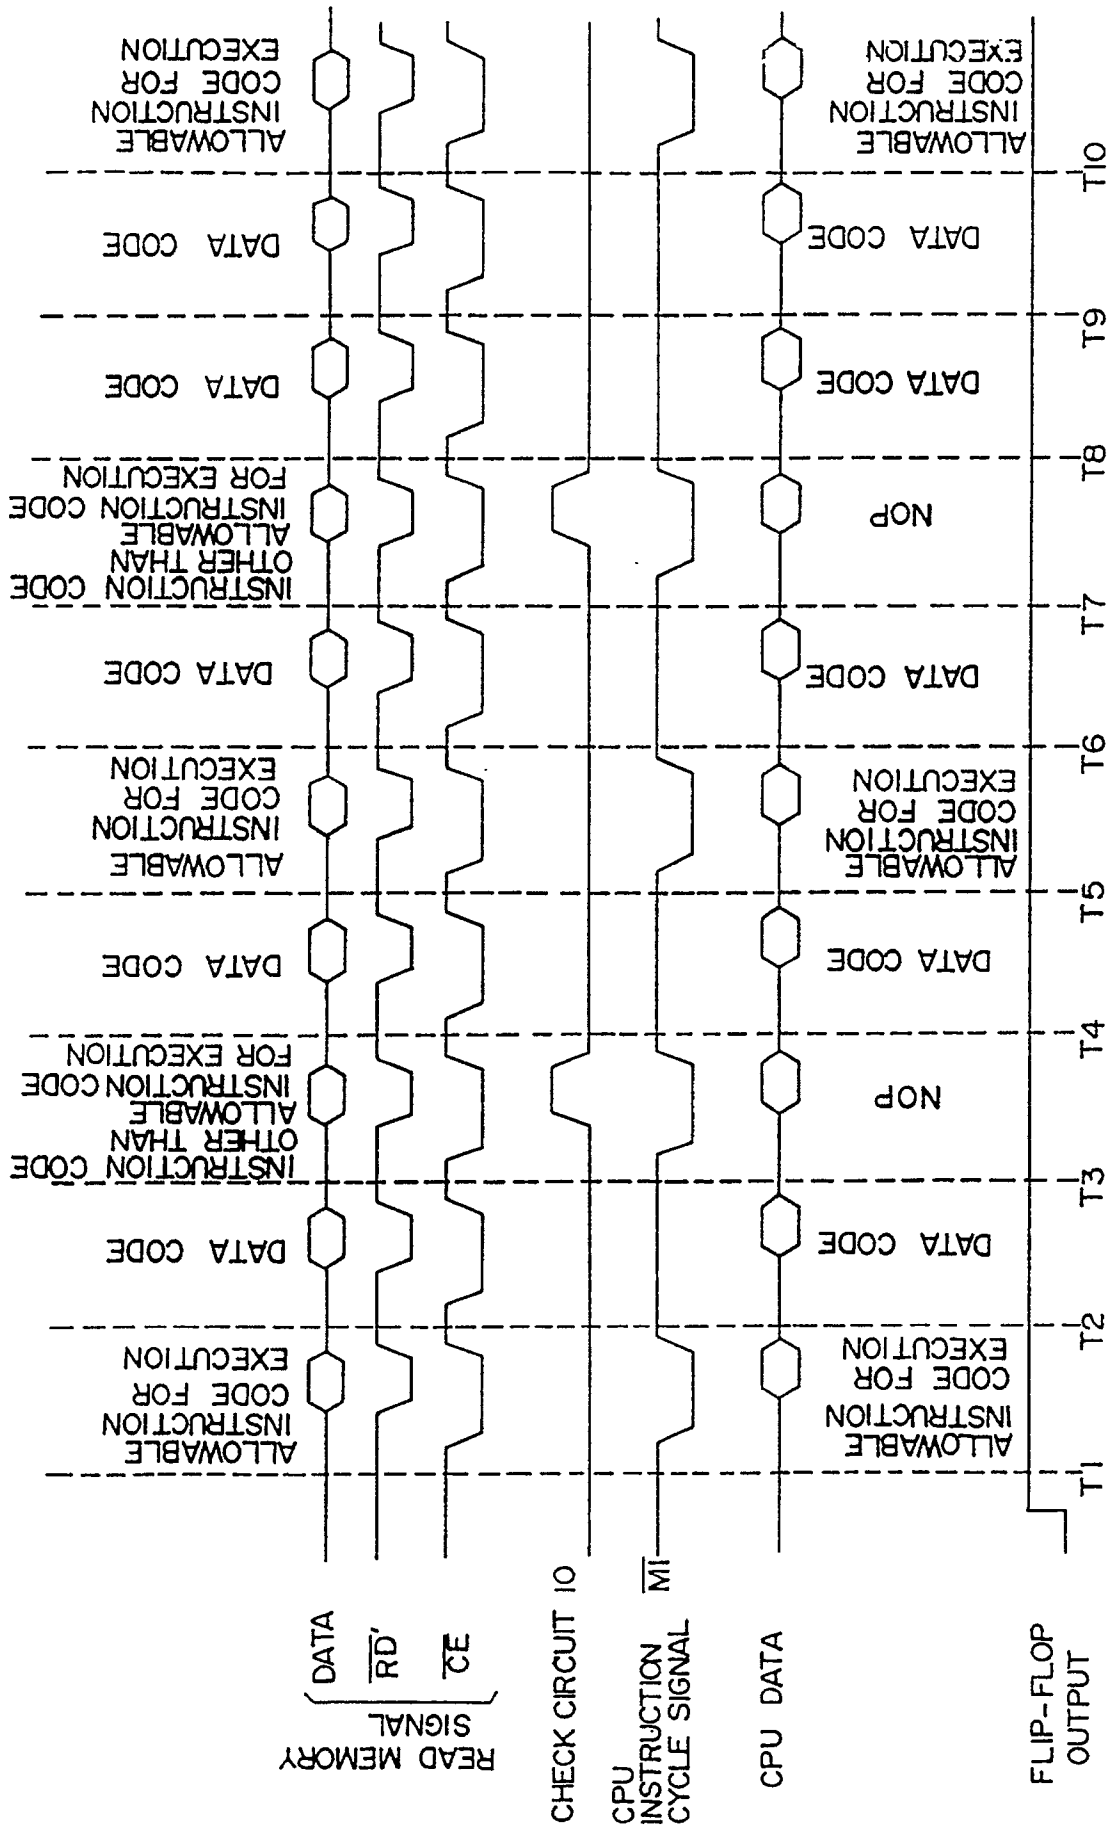 ALLOWABLE
INSTRUCTION
CODE FOR
EXECUTION
DATA CODE
INSTRUCTION CODE
OTHER THAN
ALLOWABLE
INSTRUCTION CODE
FOR EXECUTION
DATA CODE
ALLOWABLE
INSTRUCTION
CODE FOR
EXECUTION
DATA CODE
INSTRUCTION CODE
OTHER THAN
ALLOWABLE
INSTRUCTION CODE
FOR EXECUTION
DATA CODE
DATA CODE
ALLOWABLE
INSTRUCTION
CODE FOR
EXECUTION
READ MEMORY
SIGNAL
DATA
RD'
CE
CHECK CIRCUIT 10
CPU
INSTRUCTION
CYCLE SIGNAL
M1
CPU DATA
ALLOWABLE
INSTRUCTION
CODE FOR
EXECUTION
DATA CODE
NOP
DATA CODE
ALLOWABLE
INSTRUCTION
CODE FOR
EXECUTION
DATA CODE
NOP
DATA CODE
DATA CODE
ALLOWABLE
INSTRUCTION
CODE FOR
EXECUTION
FLIP-FLOP
OUTPUT
T1 T2 T3 T4 T5 T6 T7 T8 T9 T10